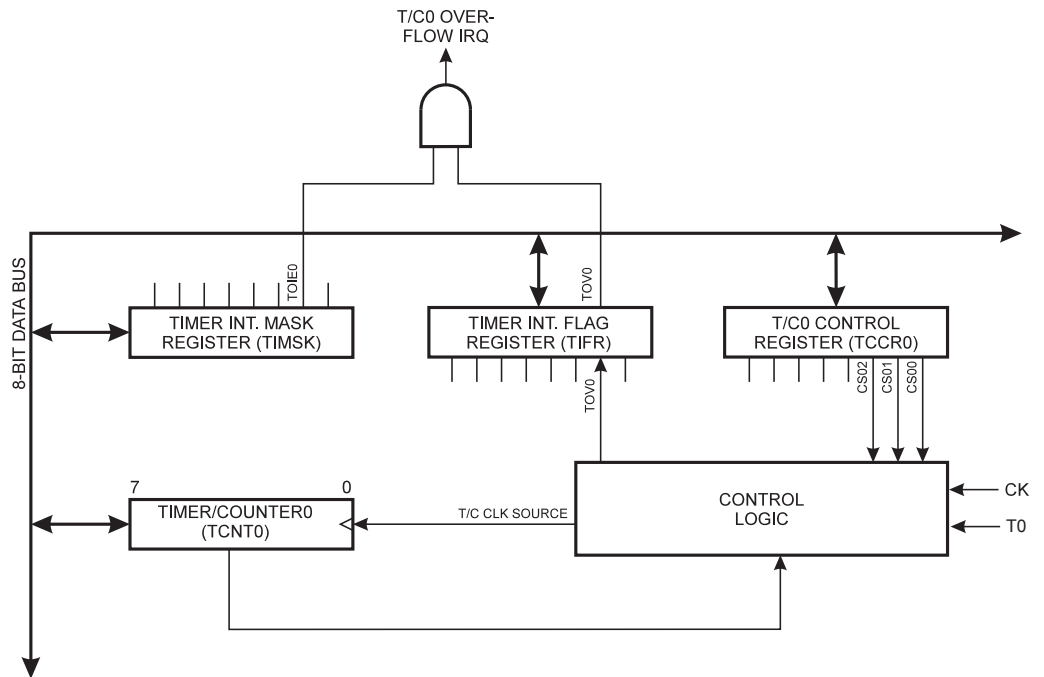 T/C0 OVER-
FLOW IRQ
8-BIT DATA BUS
TOIE0
TOV0
TIMER INT. MASK
REGISTER (TIMSK)
TIMER INT. FLAG
REGISTER (TIFR)
T/C0 CONTROL
REGISTER (TCCR0)
TOV0
CS02
CS01
CS00
7
0
TIMER/COUNTER0
(TCNT0)
T/C CLK SOURCE
CONTROL
LOGIC
CK
T0